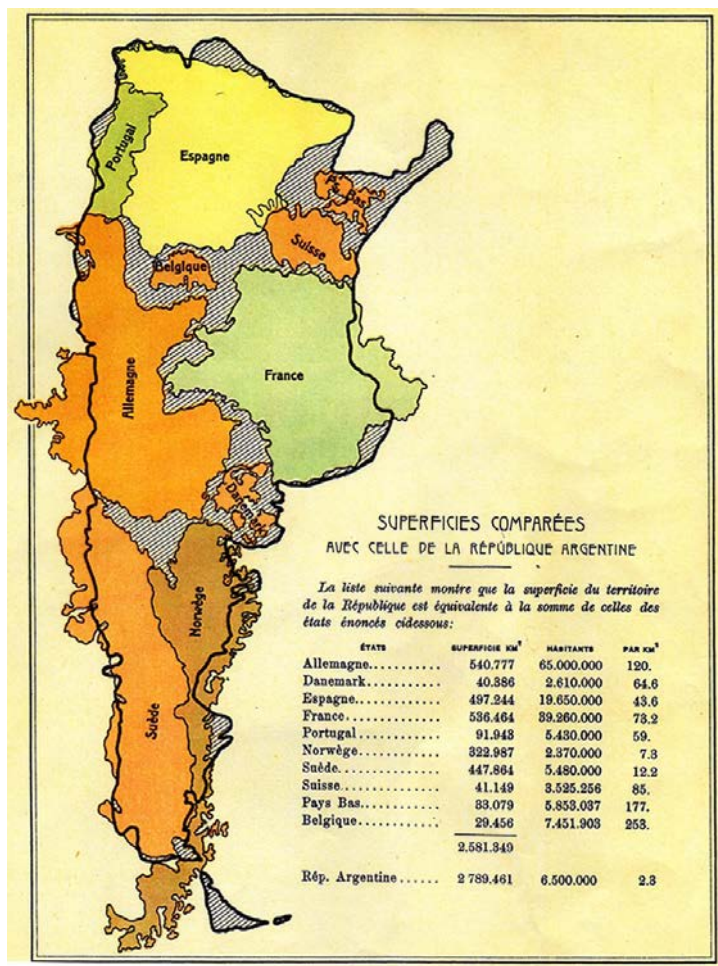 Portugal
Espagne
Ps. Bas
Suisse
Belgique
Allemagne
France
Danemark
Norwège
Suède
SUPERFICIES COMPARÉES
AVEC CELLE DE LA RÉPÚBLIQUE ARGENTINE
La liste suivante montre que la superficie du territoire
de la République est équivalente à la somme de celles des
états énoncés cidessous:
ÉTATS SUPERFICIE KM² HABITANTS PAR KM²
Allemagne........... 540.777 65.000.000 120.
Danemark........... 40.386 2.610.000 64.6
Espagne............ 497.244 19.650.000 43.6
France............. 536.464 39.260.000 73.2
Portugal........... 91.943 5.430.000 59.
Norwège............ 322.987 2.370.000 7.3
Suède.............. 447.864 5.480.000 12.2
Suisse............. 41.149 3.525.256 85.
Pays Bas........... 33.079 5.853.037 177.
Belgique........... 29.456 7.451.903 253.
2.581.349
Rép. Argentine...... 2 789.461 6.500.000 2.3